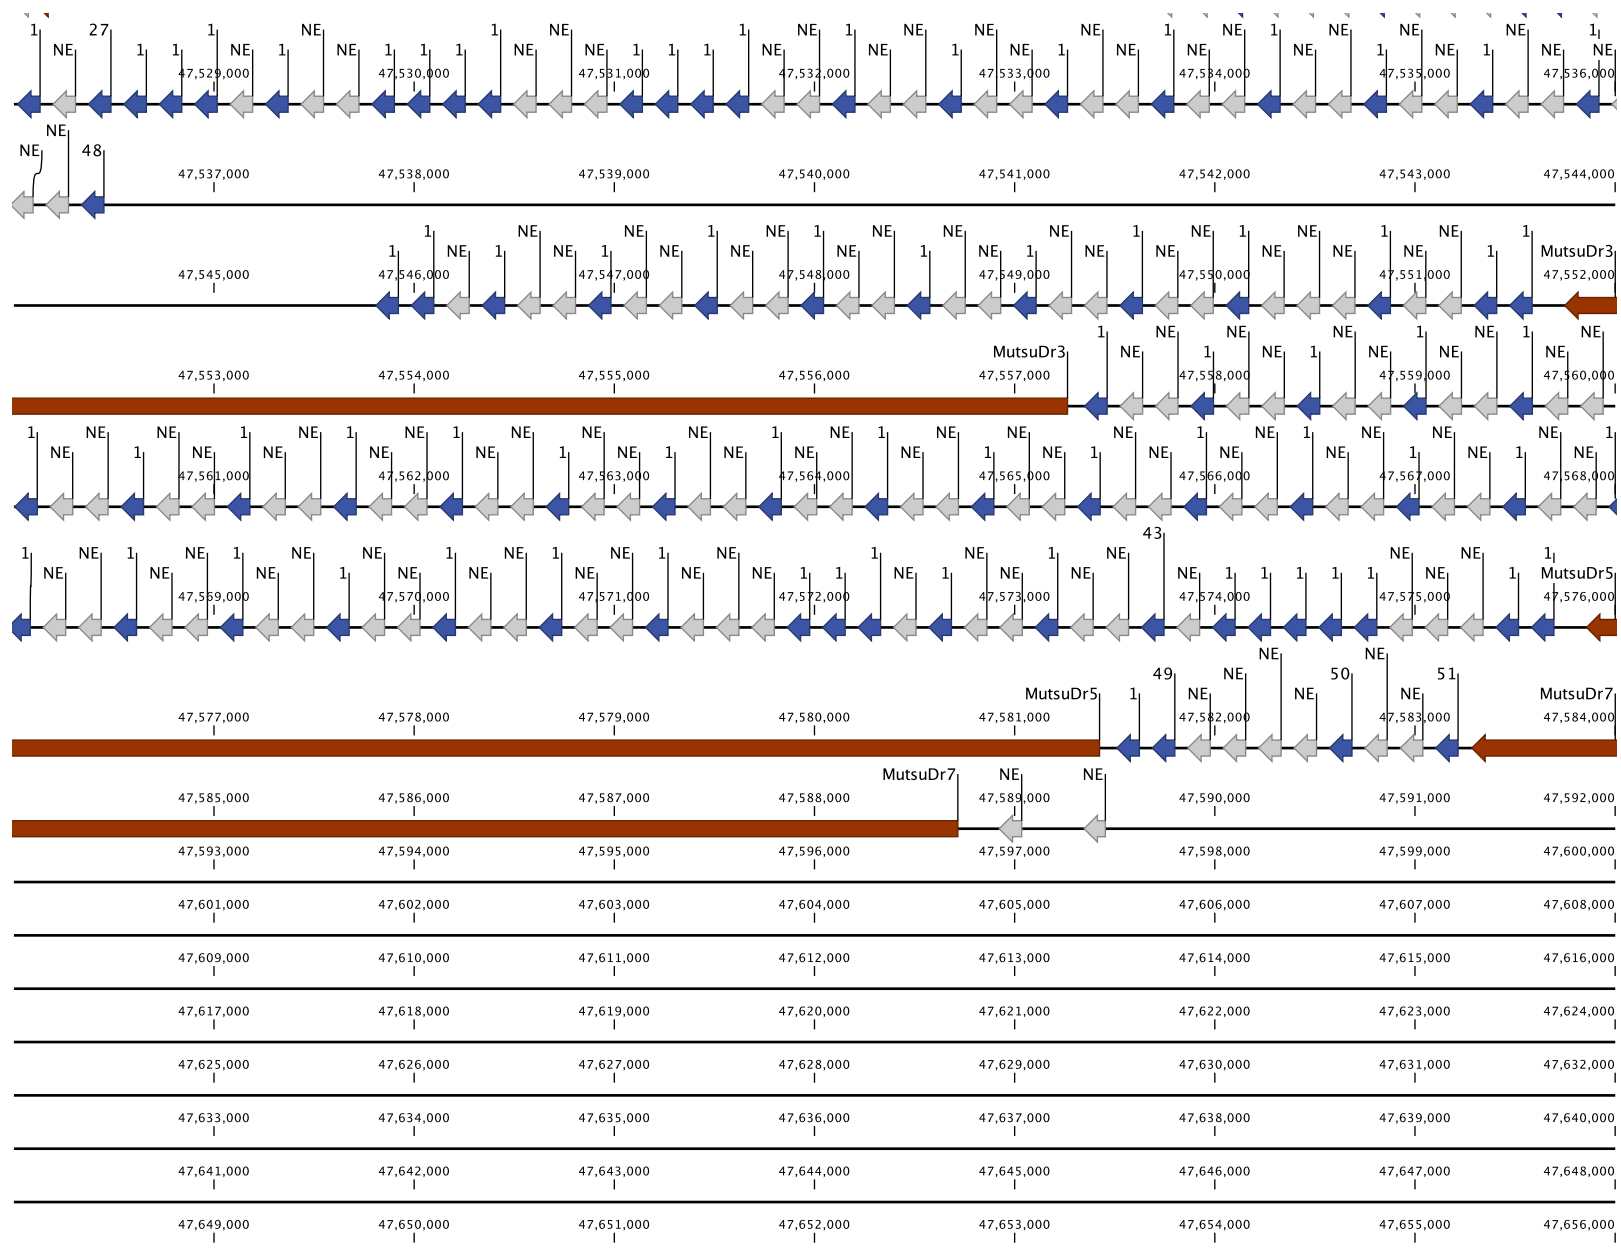 1 27 1 NE 1 NE 1 NE 1 NE NE NE 1 NE 1 NE NE NE 1
NE 1 1 NE 1 NE 1 1 1 NE NE 1 1 1 NE NE 1 NE 1 NE NE NE 1 NE 1 NE NE
47,529,000 47,530,000 47,531,000 47,532,000 47,533,000 47,534,000 47,535,000 47,536,000
NE
NE 48
47,537,000 47,538,000 47,539,000 47,540,000 47,541,000 47,542,000 47,543,000 47,544,000
1 NE NE 1 NE 1 NE NE NE 1 NE 1 NE 1 NE 1
1 NE 1 NE 1 NE NE NE 1 NE 1 NE NE NE 1 MutsuDr3
47,545,000 47,546,000 47,547,000 47,548,000 47,549,000 47,550,000 47,551,000 47,552,000
1 NE NE NE 1 NE 1 NE
MutsuDr3 NE 1 NE 1 NE NE NE
47,553,000 47,554,000 47,555,000 47,556,000 47,557,000 47,558,000 47,559,000 47,560,000
1 NE NE 1 NE 1 NE 1 NE NE NE 1 NE 1 NE NE NE 1 NE 1 NE NE NE 1
NE 1 NE NE NE NE 1 NE 1 NE NE NE 1 NE 1 NE NE NE 1 NE 1 NE
47,561,000 47,562,000 47,563,000 47,564,000 47,565,000 47,566,000 47,567,000 47,568,000
43
1 NE 1 NE 1 NE NE 1 NE 1 NE 1 NE 1 NE 1 NE NE NE 1
NE NE NE 1 NE NE NE NE NE 1 1 NE 1 NE NE NE 1 1 1 1 1 NE 1 MutsuDr5
47,569,000 47,570,000 47,571,000 47,572,000 47,573,000 47,574,000 47,575,000 47,576,000
NE NE
49 NE 50 51
MutsuDr5 1 NE NE NE MutsuDr7
47,577,000 47,578,000 47,579,000 47,580,000 47,581,000 47,582,000 47,583,000 47,584,000
MutsuDr7 NE NE
47,585,000 47,586,000 47,587,000 47,588,000 47,589,000 47,590,000 47,591,000 47,592,000
47,593,000 47,594,000 47,595,000 47,596,000 47,597,000 47,598,000 47,599,000 47,600,000
47,601,000 47,602,000 47,603,000 47,604,000 47,605,000 47,606,000 47,607,000 47,608,000
47,609,000 47,610,000 47,611,000 47,612,000 47,613,000 47,614,000 47,615,000 47,616,000
47,617,000 47,618,000 47,619,000 47,620,000 47,621,000 47,622,000 47,623,000 47,624,000
47,625,000 47,626,000 47,627,000 47,628,000 47,629,000 47,630,000 47,631,000 47,632,000
47,633,000 47,634,000 47,635,000 47,636,000 47,637,000 47,638,000 47,639,000 47,640,000
47,641,000 47,642,000 47,643,000 47,644,000 47,645,000 47,646,000 47,647,000 47,648,000
47,649,000 47,650,000 47,651,000 47,652,000 47,653,000 47,654,000 47,655,000 47,656,000